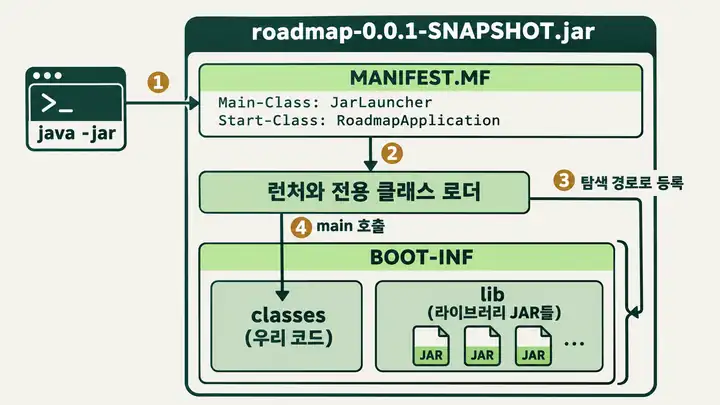 roadmap-0.0.1-SNAPSHOT.jar
1
>_
java -jar
MANIFEST.MF
Main-Class: JarLauncher
Start-Class: RoadmapApplication
2
런처와 전용 클래스 로더
3 탐색 경로로 등록
4 main 호출
BOOT-INF
classes
(우리 코드)
lib
(라이브러리 JAR들)
JAR
JAR
JAR
...